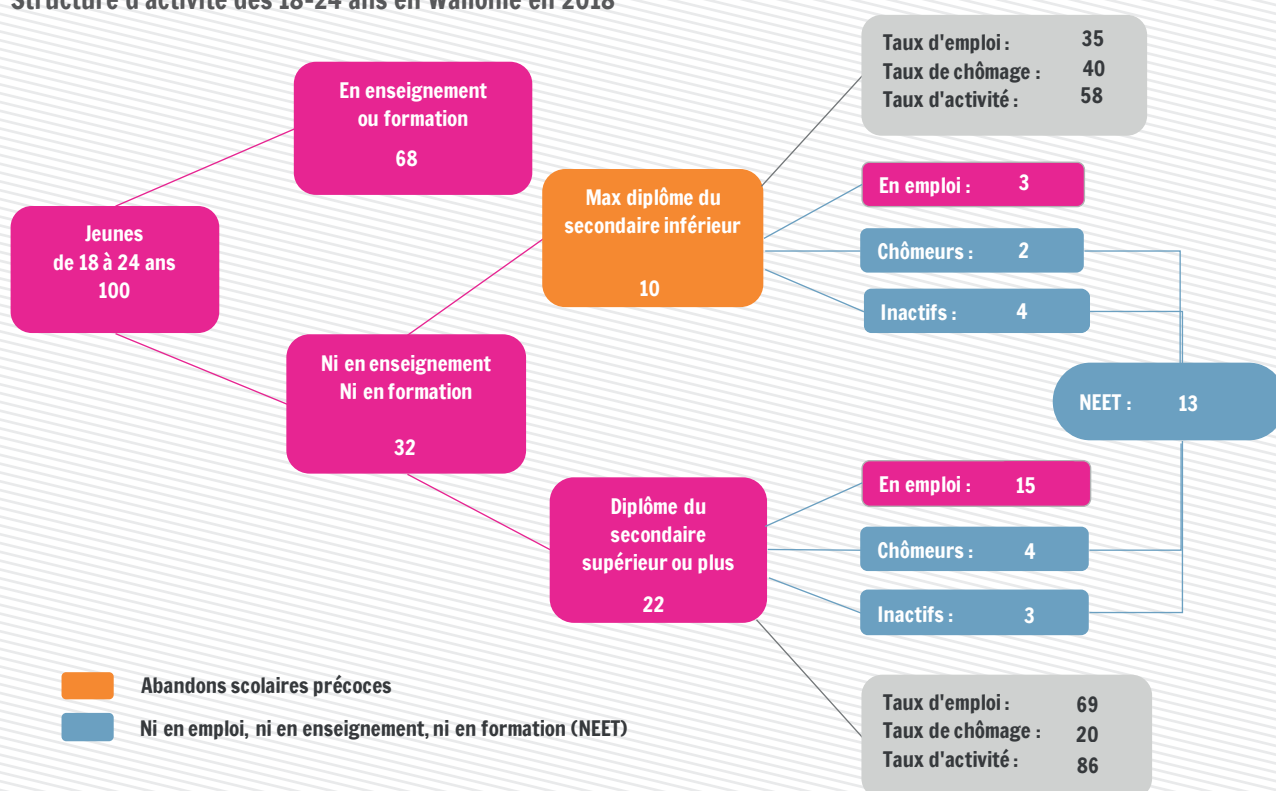 Structure d'activité des 18-24 ans en Wallonie en 2018
Jeunes
de 18 à 24 ans
100
En enseignement
ou formation
68
Ni en enseignement
Ni en formation
32
Max diplôme du
secondaire inférieur
10
Taux d'emploi : 35
Taux de chômage : 40
Taux d'activité : 58
En emploi : 3
Chômeurs : 2
Inactifs : 4
NEET : 13
Diplôme du
secondaire
supérieur ou plus
22
En emploi : 15
Chômeurs : 4
Inactifs : 3
Taux d'emploi : 69
Taux de chômage : 20
Taux d'activité : 86
Abandons scolaires précoces
Ni en emploi, ni en enseignement, ni en formation (NEET)